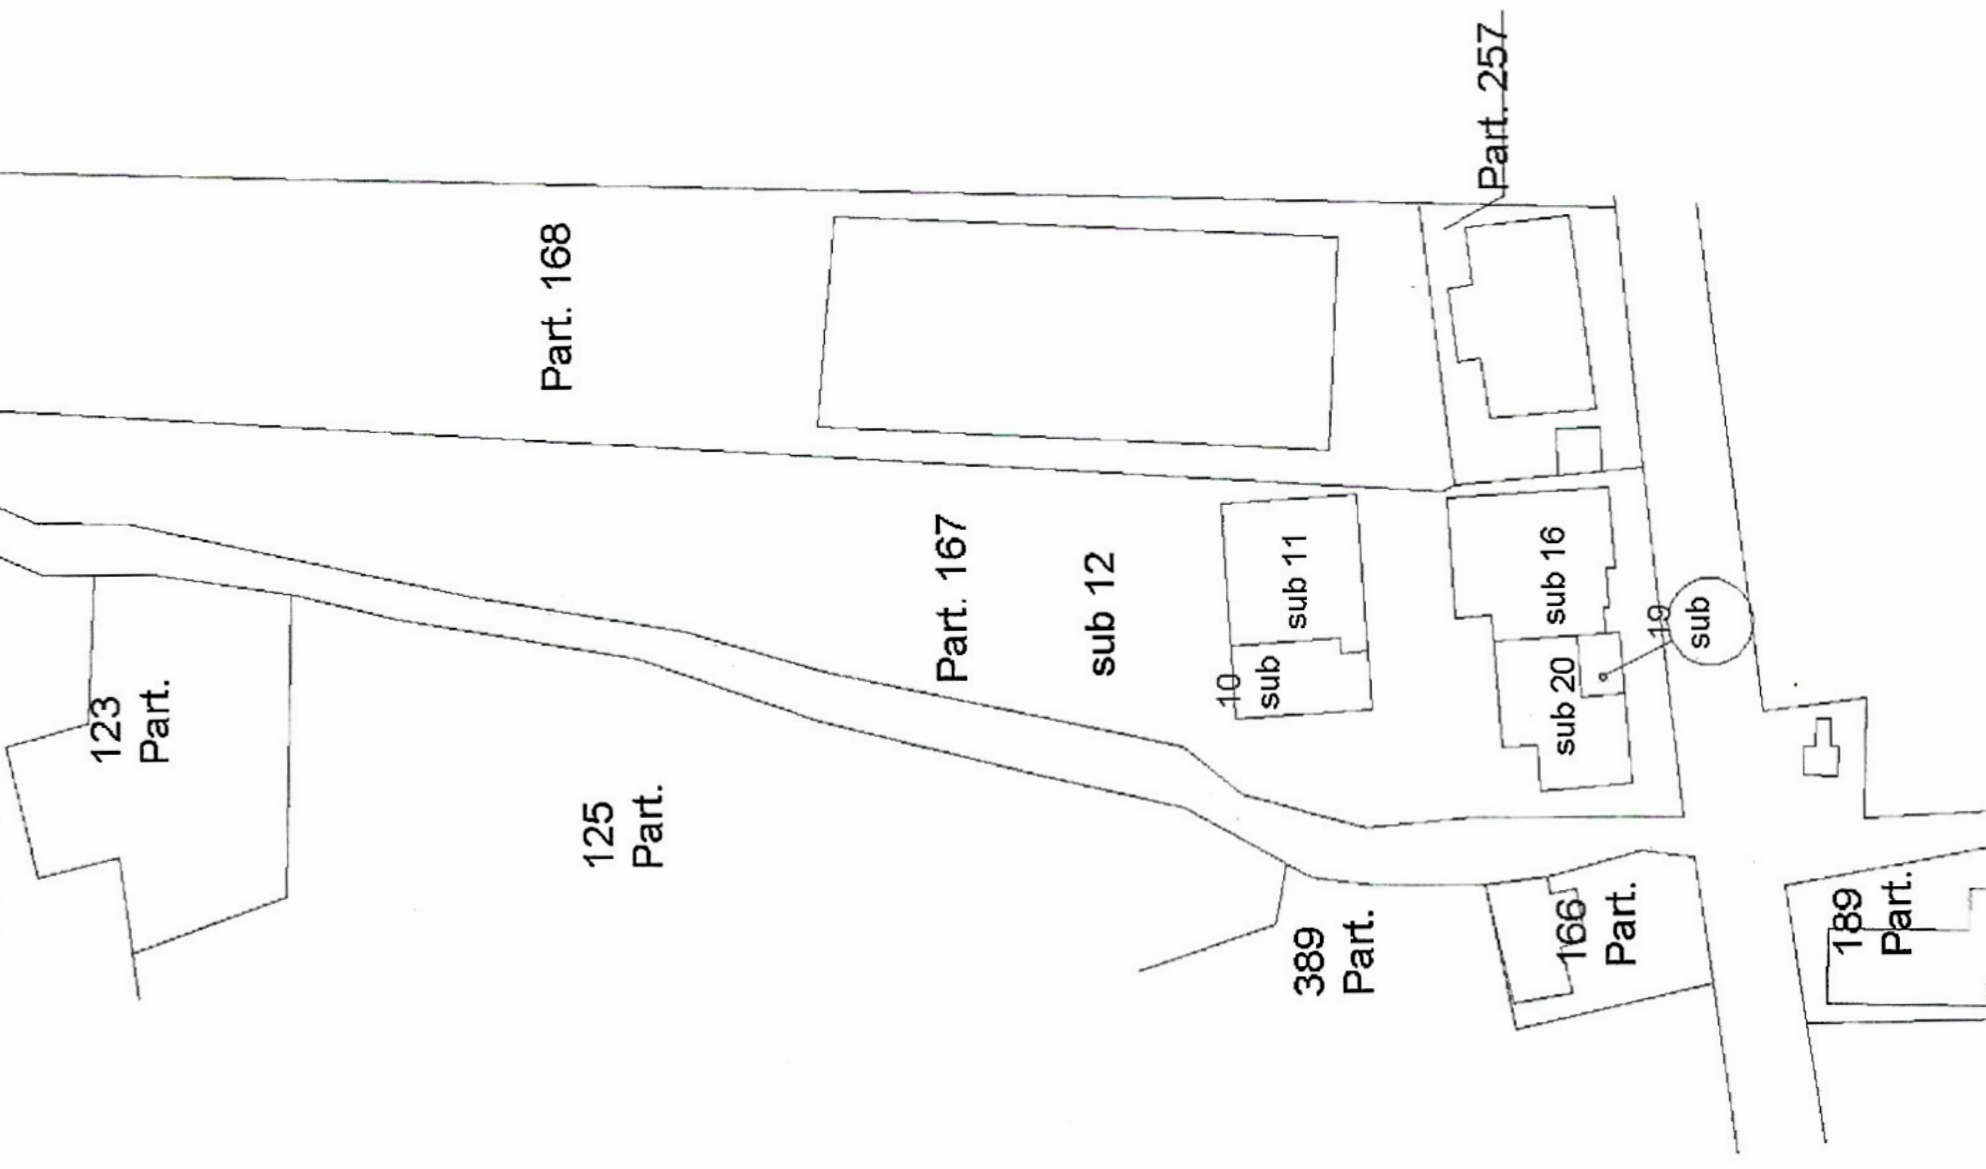 123
Part.
125
Part.
Part. 168
Part. 167
sub 12
10
sub
sub 11
389
Part.
Part. 257
sub 16
sub 20
19
sub
166
Part.
189
Part.